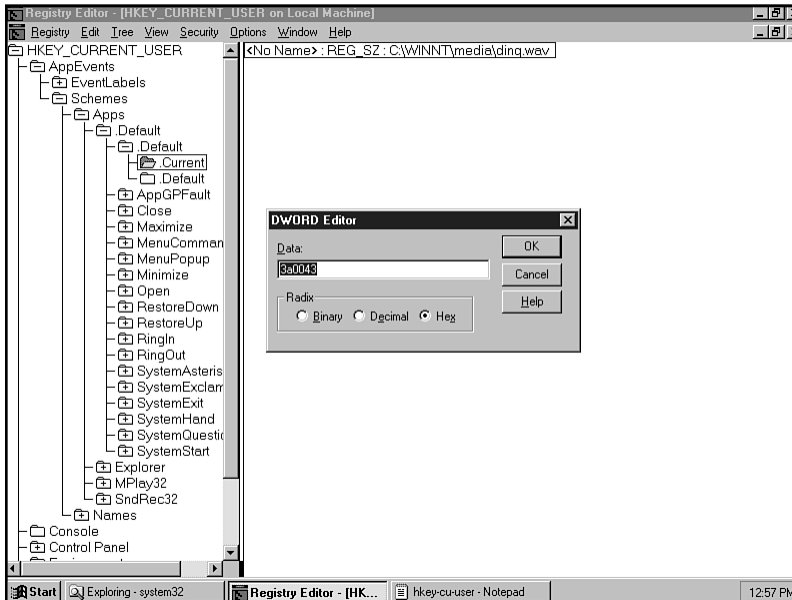 Registry Editor - [HKEY_CURRENT_USER on Local Machine]
Registry Edit Tree View Security Options Window Help
HKEY_CURRENT_USER
AppEvents
EventLabels
Schemes
Apps
.Default
.Default
.Current
.Default
AppGPFault
Close
Maximize
MenuComman
MenuPopup
Minimize
Open
RestoreDown
RestoreUp
RingIn
RingOut
SystemAsteris
SystemExclam
SystemExit
SystemHand
SystemQuestio
SystemStart
Explorer
MPlay32
SndRec32
Names
Console
Control Panel
<No Name> : REG_SZ : C:\WINNT\media\ding.wav
DWORD Editor
Data:
3a0043
OK
Cancel
Help
Radix
Binary Decimal Hex
Start Exploring - system32 Registry Editor - [HK... hkey-cu-user - Notepad 12:57 PM